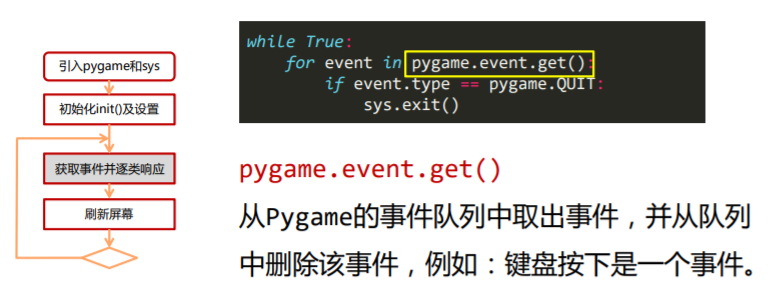 引入pygame和sys
初始化init()及设置
获取事件并逐类响应
刷新屏幕
while True:
    for event in pygame.event.get():
        if event.type == pygame.QUIT:
            sys.exit()
pygame.event.get()
从Pygame的事件队列中取出事件，并从队列
中删除该事件，例如：键盘按下是一个事件。